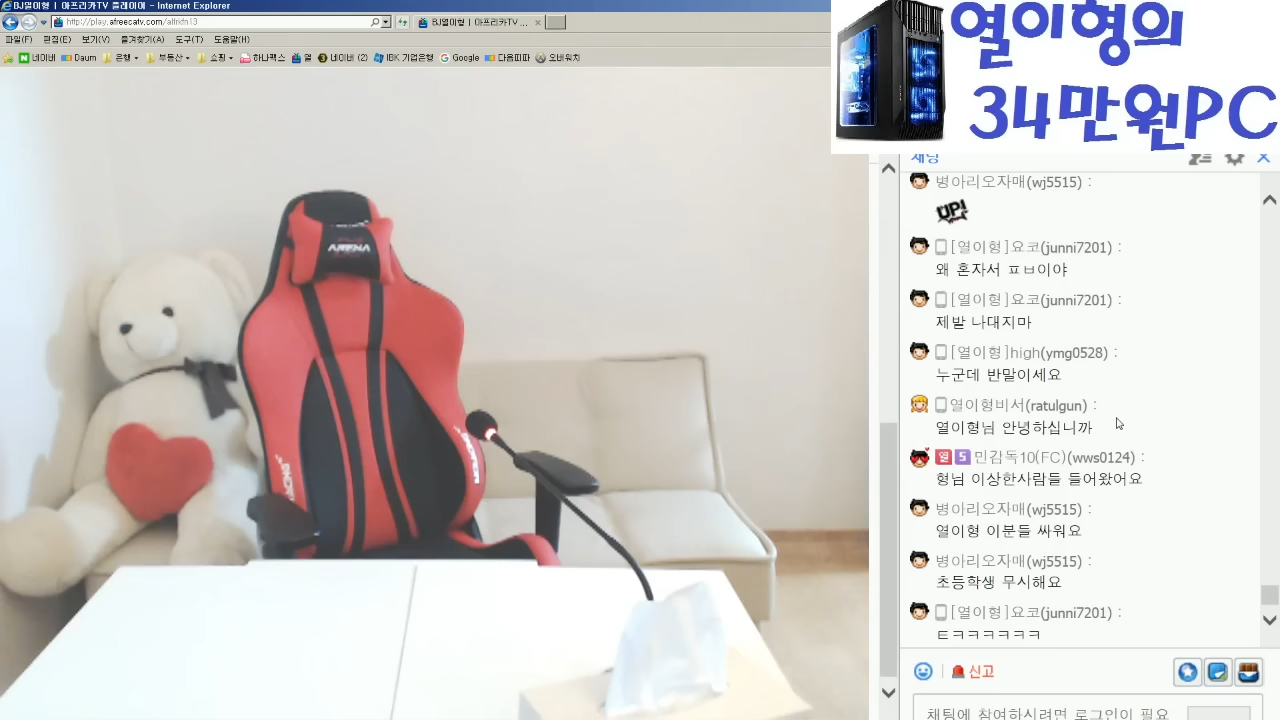 BJ열이형 | 아프리카TV 플레이어 - Internet Explorer
http://play.afreecatv.com/allrkfn13
BJ열이형 | 아프리카TV ...
파일(F) 편집(E) 보기(V) 즐겨찾기(A) 도구(T) 도움말(H)
네이버 Daum 은행 부동산 쇼핑 하나팩스 열 네이버 (2) IBK 기업은행 Google 다음피파 오버워치
열이형의
34만원PC
채팅
병아리오자매(wj5515) :
UP!
[열이형]요코(junni7201) :
왜 혼자서 ㅍㅂ이야
[열이형]요코(junni7201) :
제발 나대지마
[열이형]high(ymg0528) :
누군데 반말이세요
열이형비서(ratulgun) :
열이형님 안녕하십니까
열 5 민감독10(FC)(wws0124) :
형님 이상한사람들 들어왔어요
병아리오자매(wj5515) :
열이형 이분들 싸워요
병아리오자매(wj5515) :
초등학생 무시해요
[열이형]요코(junni7201) :
ㅌㅋㅋㅋㅋㅋㅋ
신고
채팅에 참여하시려면 로그인이 필요
ARENA